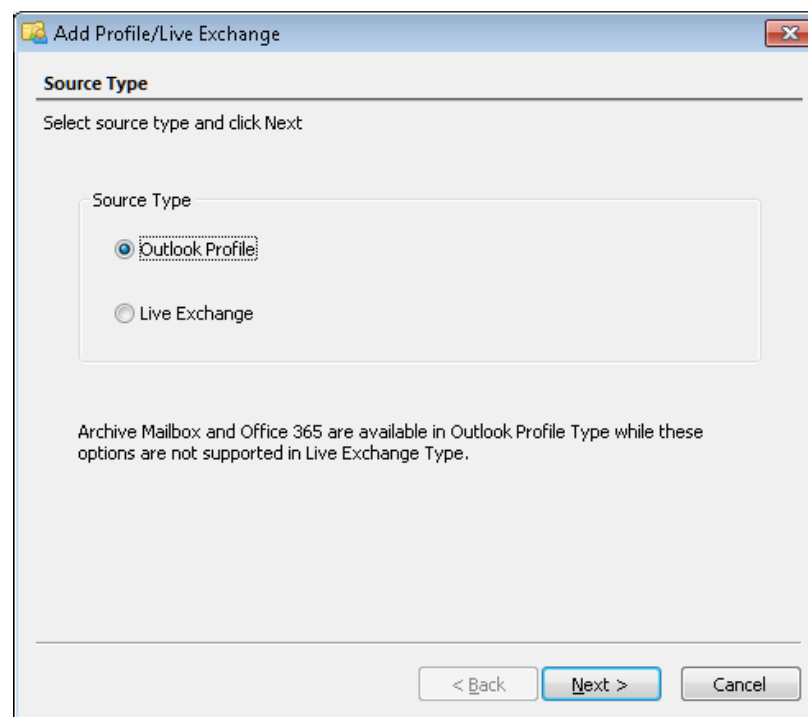 Add Profile/Live Exchange
Source Type
Select source type and click Next
Source Type
Outlook Profile
Live Exchange
Archive Mailbox and Office 365 are available in Outlook Profile Type while these
options are not supported in Live Exchange Type.
< Back
Next >
Cancel